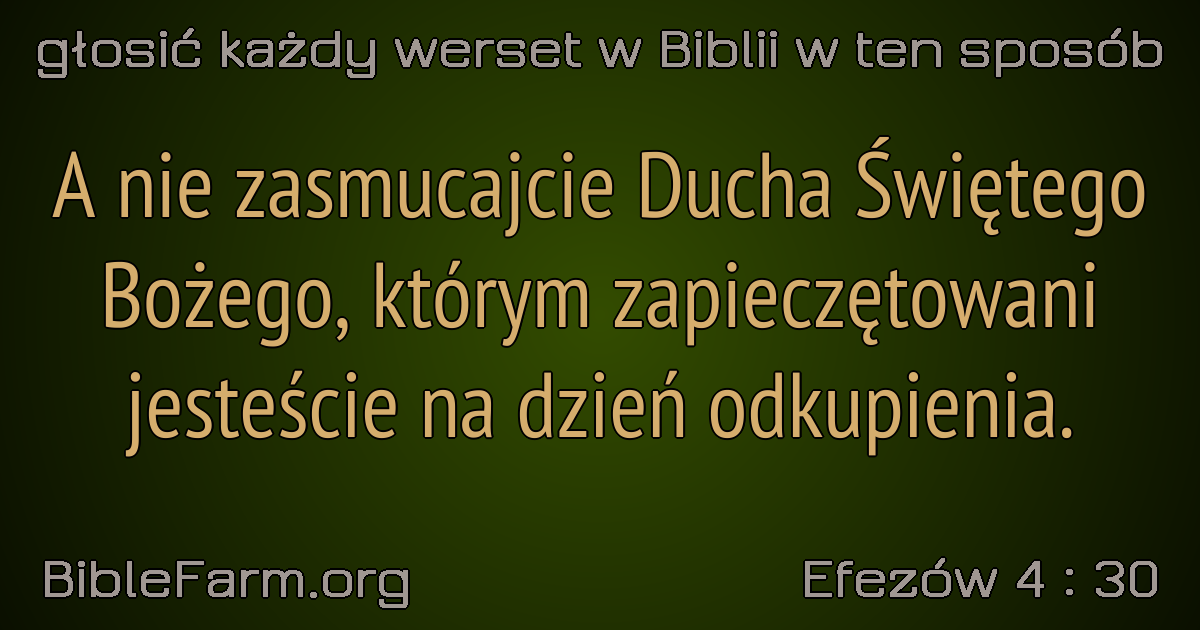 głosić każdy werset w Biblii w ten sposób
A nie zasmucajcie Ducha Świętego
Bożego, którym zapieczętowani
jesteście na dzień odkupienia.
BibleFarm.org
Efezów 4 : 30